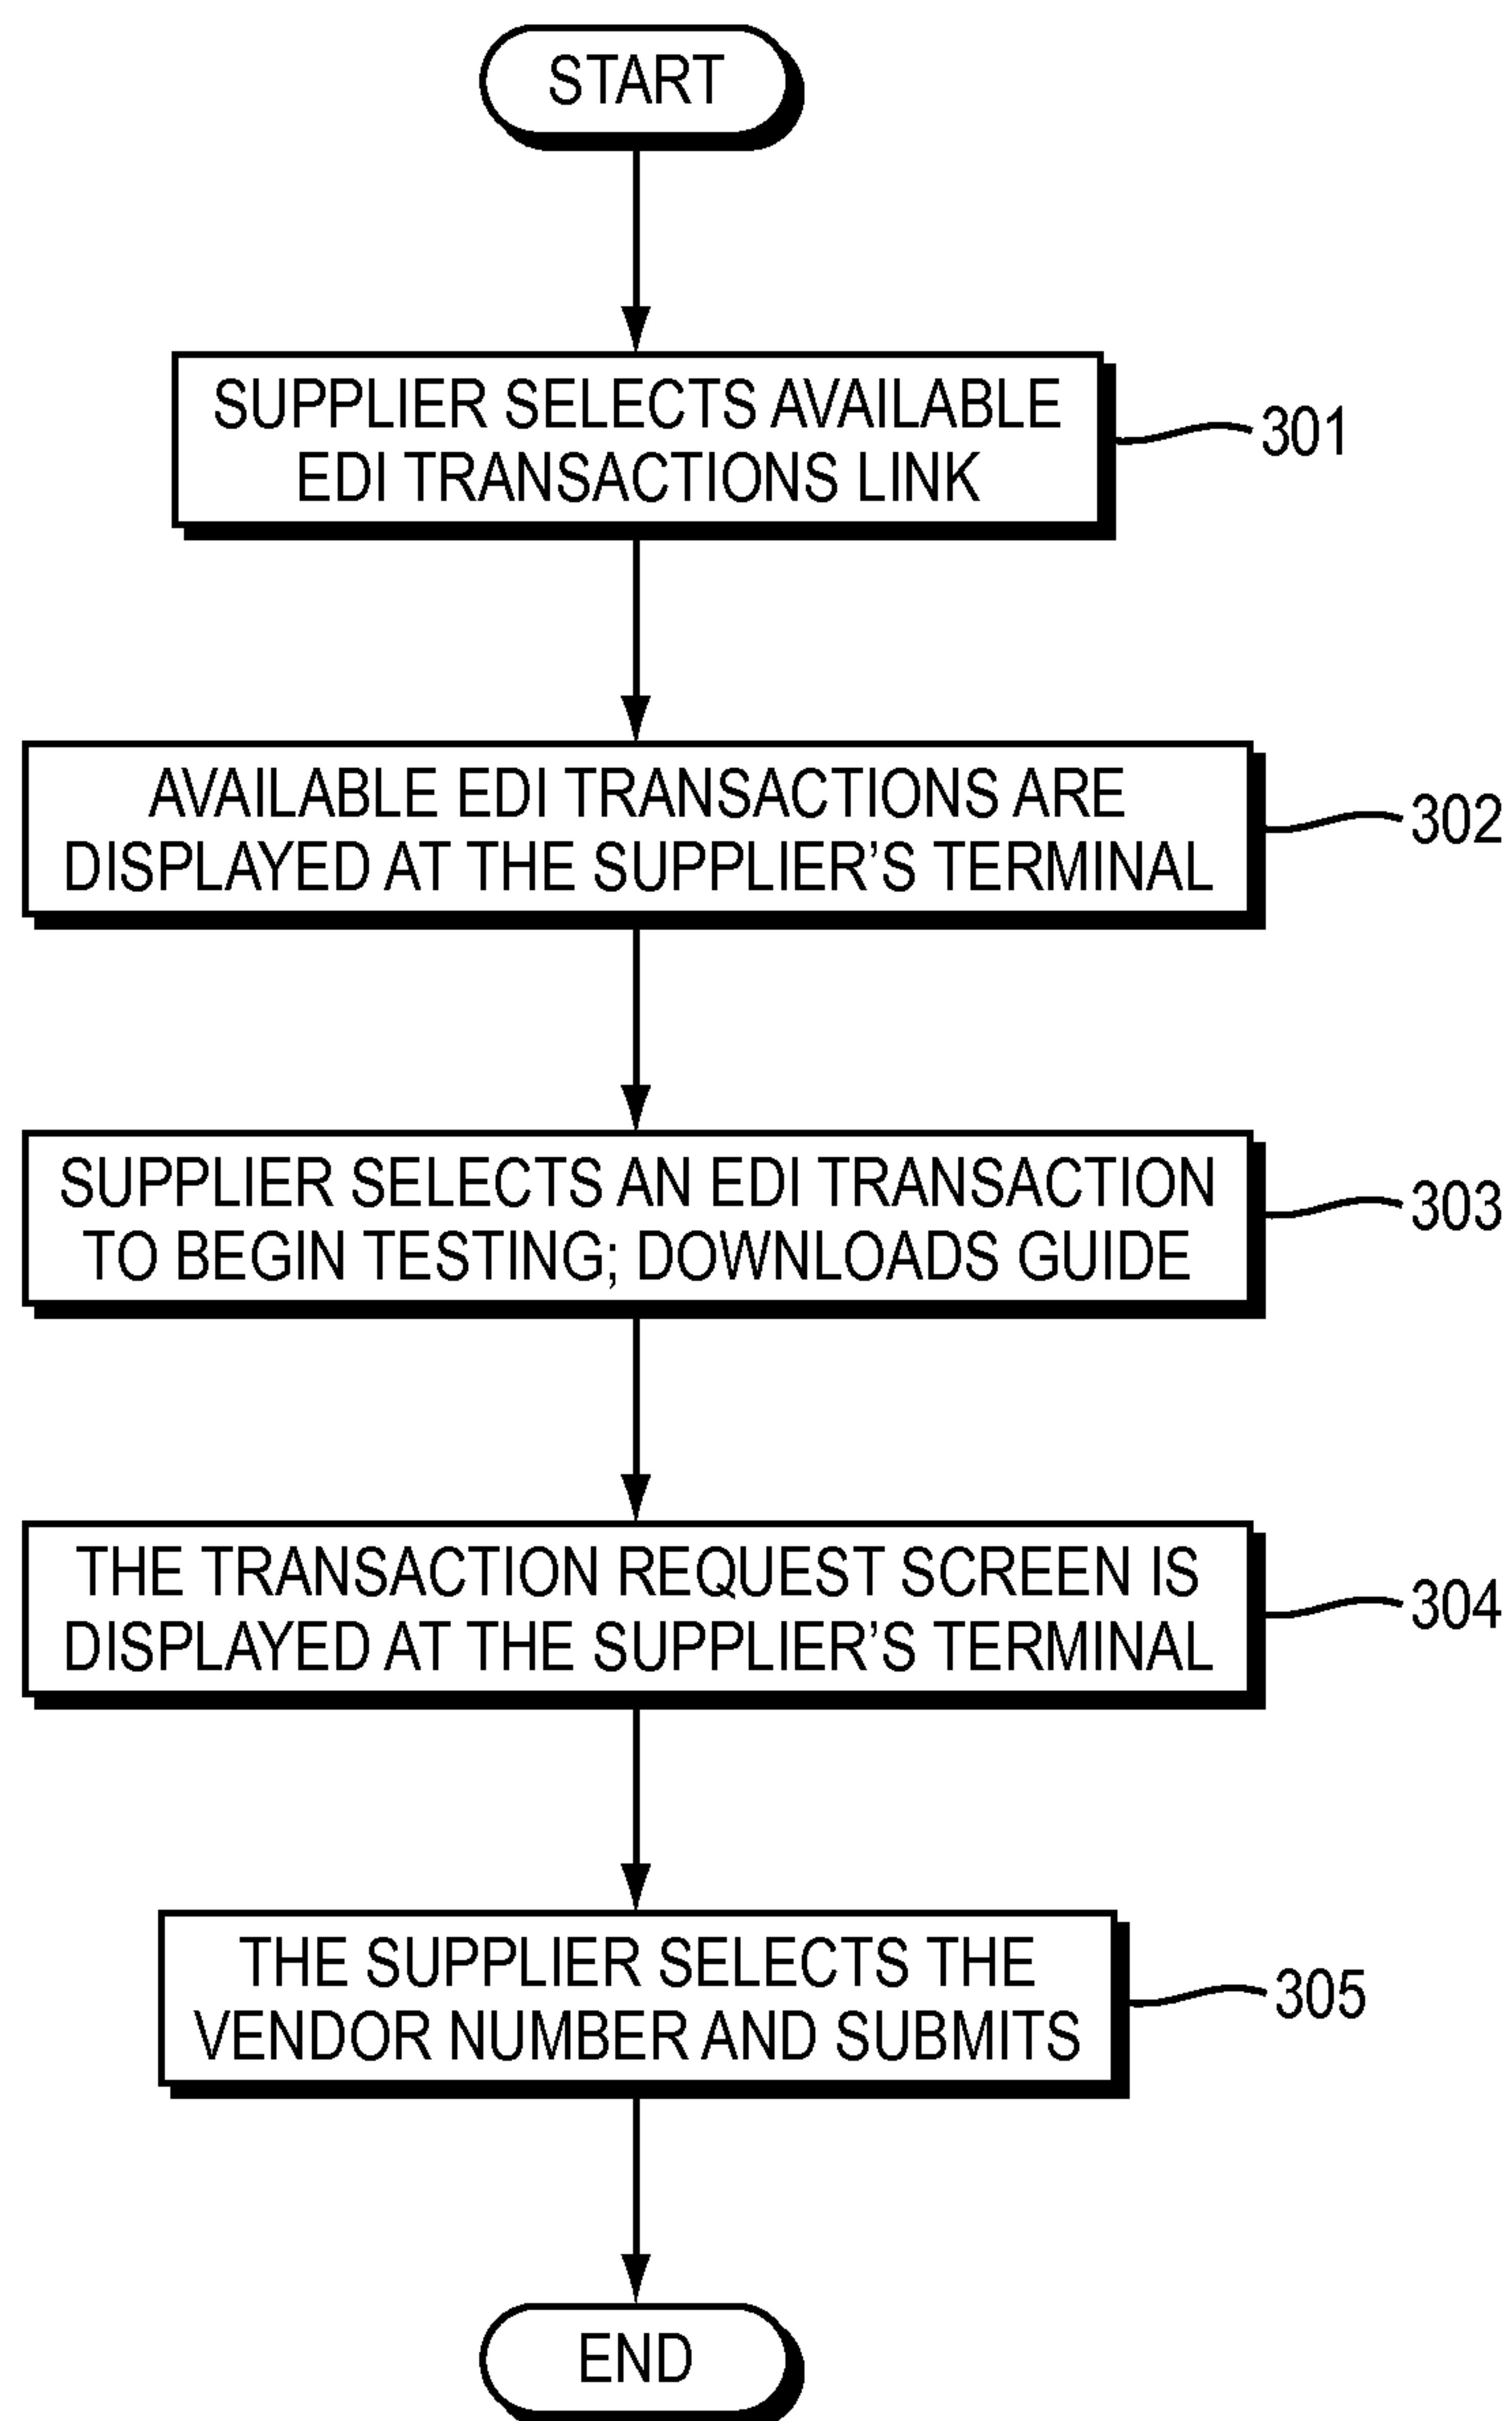 START
SUPPLIER SELECTS AVAILABLE
EDI TRANSACTIONS LINK
301
AVAILABLE EDI TRANSACTIONS ARE
DISPLAYED AT THE SUPPLIER'S TERMINAL
302
SUPPLIER SELECTS AN EDI TRANSACTION
TO BEGIN TESTING; DOWNLOADS GUIDE
303
THE TRANSACTION REQUEST SCREEN IS
DISPLAYED AT THE SUPPLIER'S TERMINAL
304
THE SUPPLIER SELECTS THE
VENDOR NUMBER AND SUBMITS
305
END